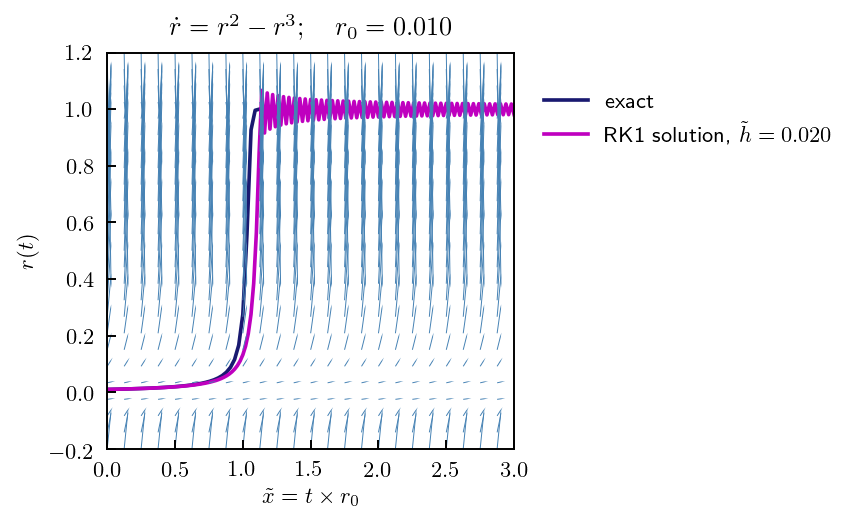 ṙ = r² − r³;    r₀ = 0.010
1.2
1.0
0.8
0.6
0.4
0.2
0.0
−0.2
r(t)
0.0 0.5 1.0 1.5 2.0 2.5 3.0
x̃ = t × r₀
exact
RK1 solution, h̃ = 0.020